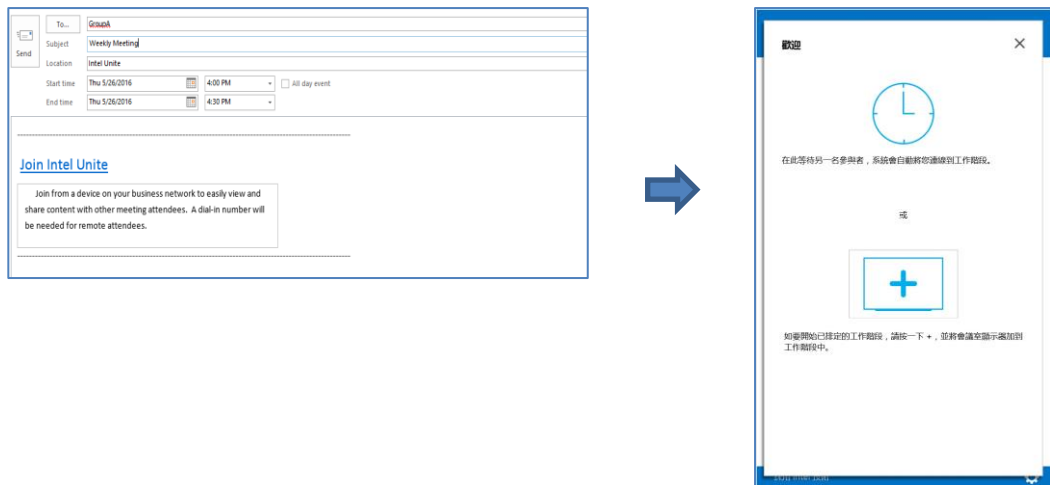 To...
GroupA
Send
Subject
Weekly Meeting
Location
Intel Unite
Start time
Thu 5/26/2016
4:00 PM
All day event
End time
Thu 5/26/2016
4:30 PM
Join Intel Unite
Join from a device on your business network to easily view and
share content with other meeting attendees. A dial-in number will
be needed for remote attendees.
歡迎
在此等待另一名參與者，系統會自動將您連線到工作階段。
或
如要開始已排定的工作階段，請按一下 +，並將會議室顯示器加到
工作階段中。